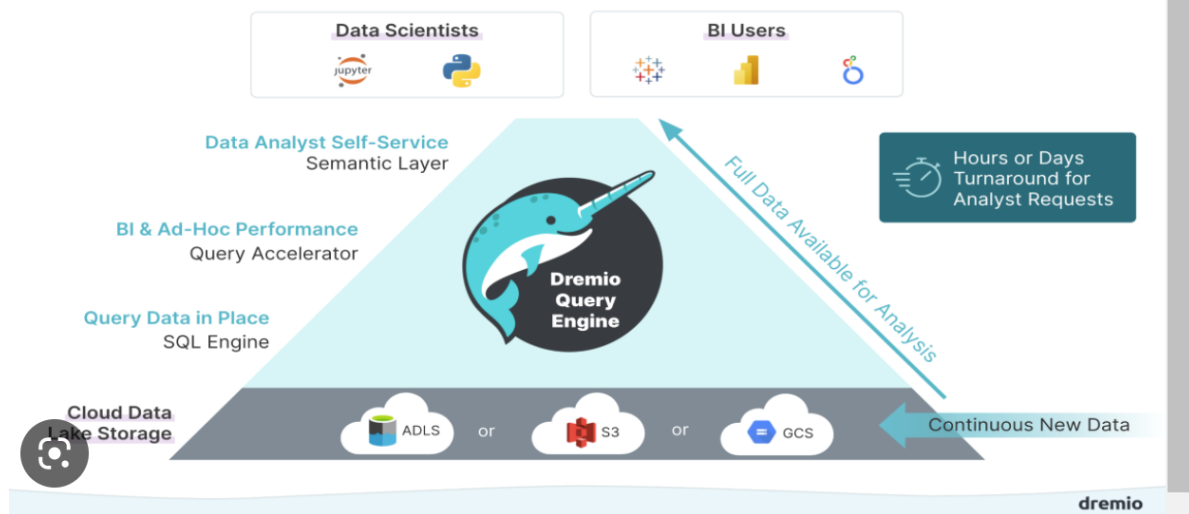 Data Scientists
BI Users
jupyter
Data Analyst Self-Service
Semantic Layer
Hours or Days
Turnaround for
Analyst Requests
Full Data Available for Analysis
BI & Ad-Hoc Performance
Query Accelerator
Dremio
Query
Engine
Query Data in Place
SQL Engine
Cloud Data
Lake Storage
ADLS
or
S3
or
GCS
Continuous New Data
dremio